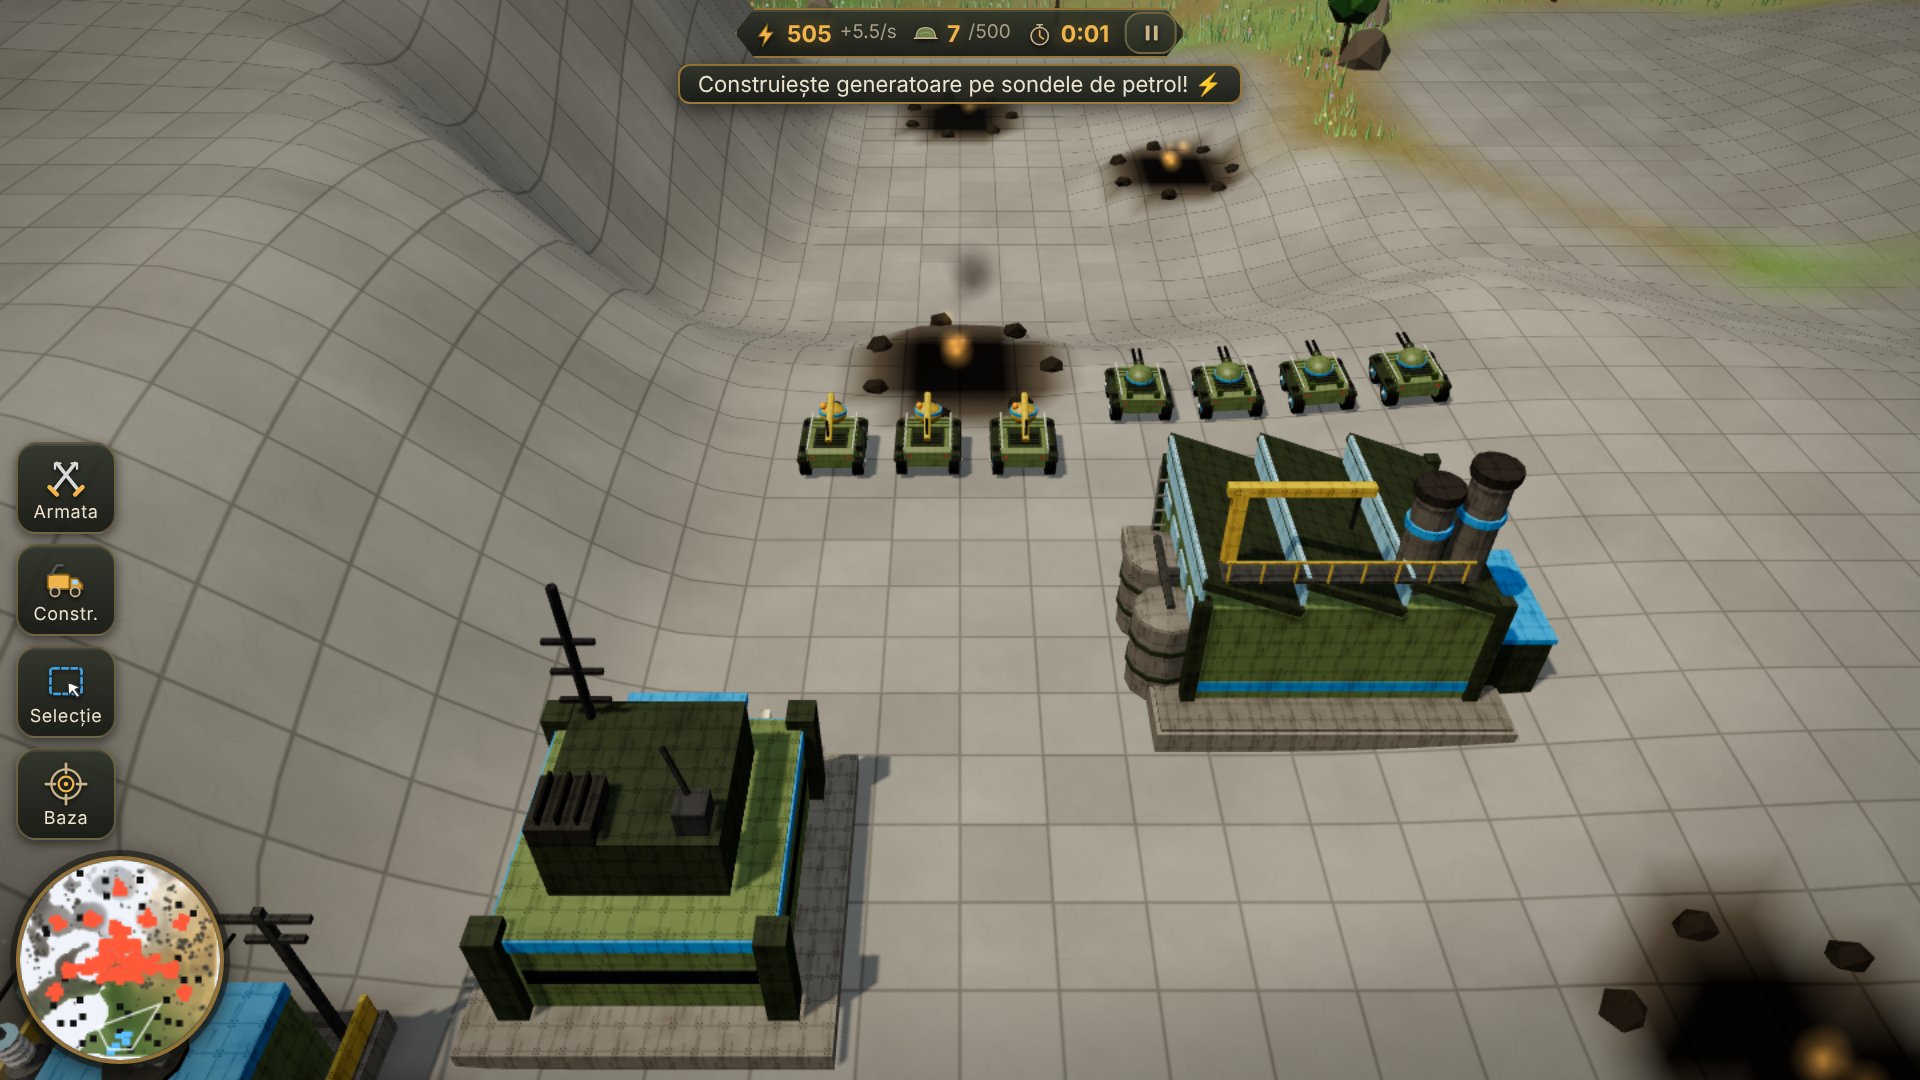 505 +5.5/s 7 /500 0:01
Construiește generatoare pe sondele de petrol! ⚡
Armata
Constr.
Selecție
Baza